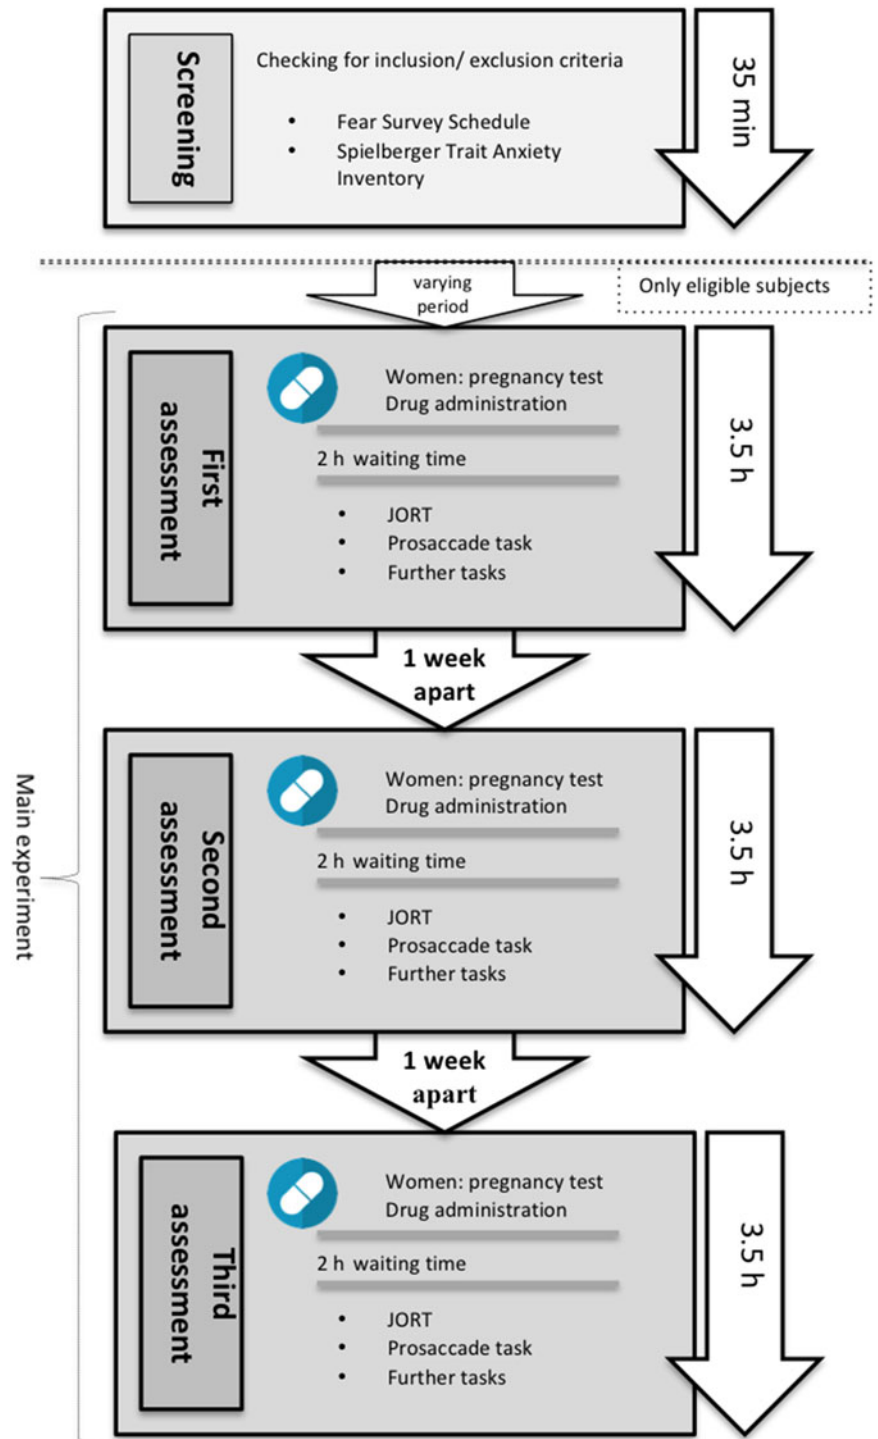 Screening
Checking for inclusion/ exclusion criteria
• Fear Survey Schedule
• Spielberger Trait Anxiety
Inventory
35 min
varying
period
Only eligible subjects
Main experiment
First
assessment
Women: pregnancy test
Drug administration
2 h waiting time
• JORT
• Prosaccade task
• Further tasks
3.5 h
1 week
apart
Second
assessment
Women: pregnancy test
Drug administration
2 h waiting time
• JORT
• Prosaccade task
• Further tasks
3.5 h
1 week
apart
Third
assessment
Women: pregnancy test
Drug administration
2 h waiting time
• JORT
• Prosaccade task
• Further tasks
3.5 h